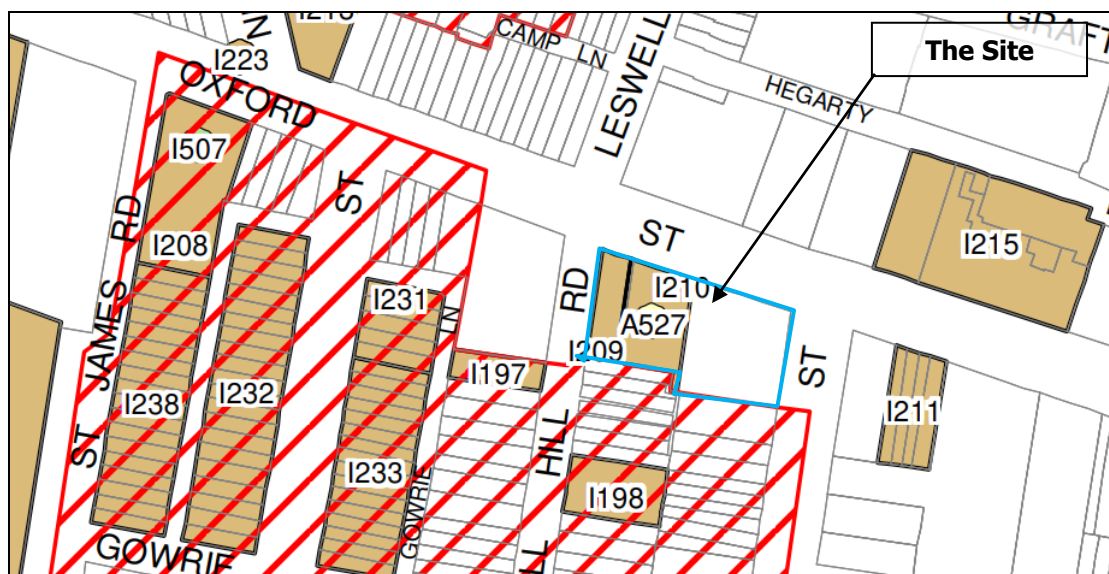 I223
OXFORD
ST
CAMP LN
LESWELL
GRAFT
HEGARTY
The Site
I507
I208
ST JAMES RD
I238
I232
ST
I231
LN
I233
GOWRIE
GOWRIE
I197
HILL
RD
I209
I210
A527
ST
I198
I215
I211